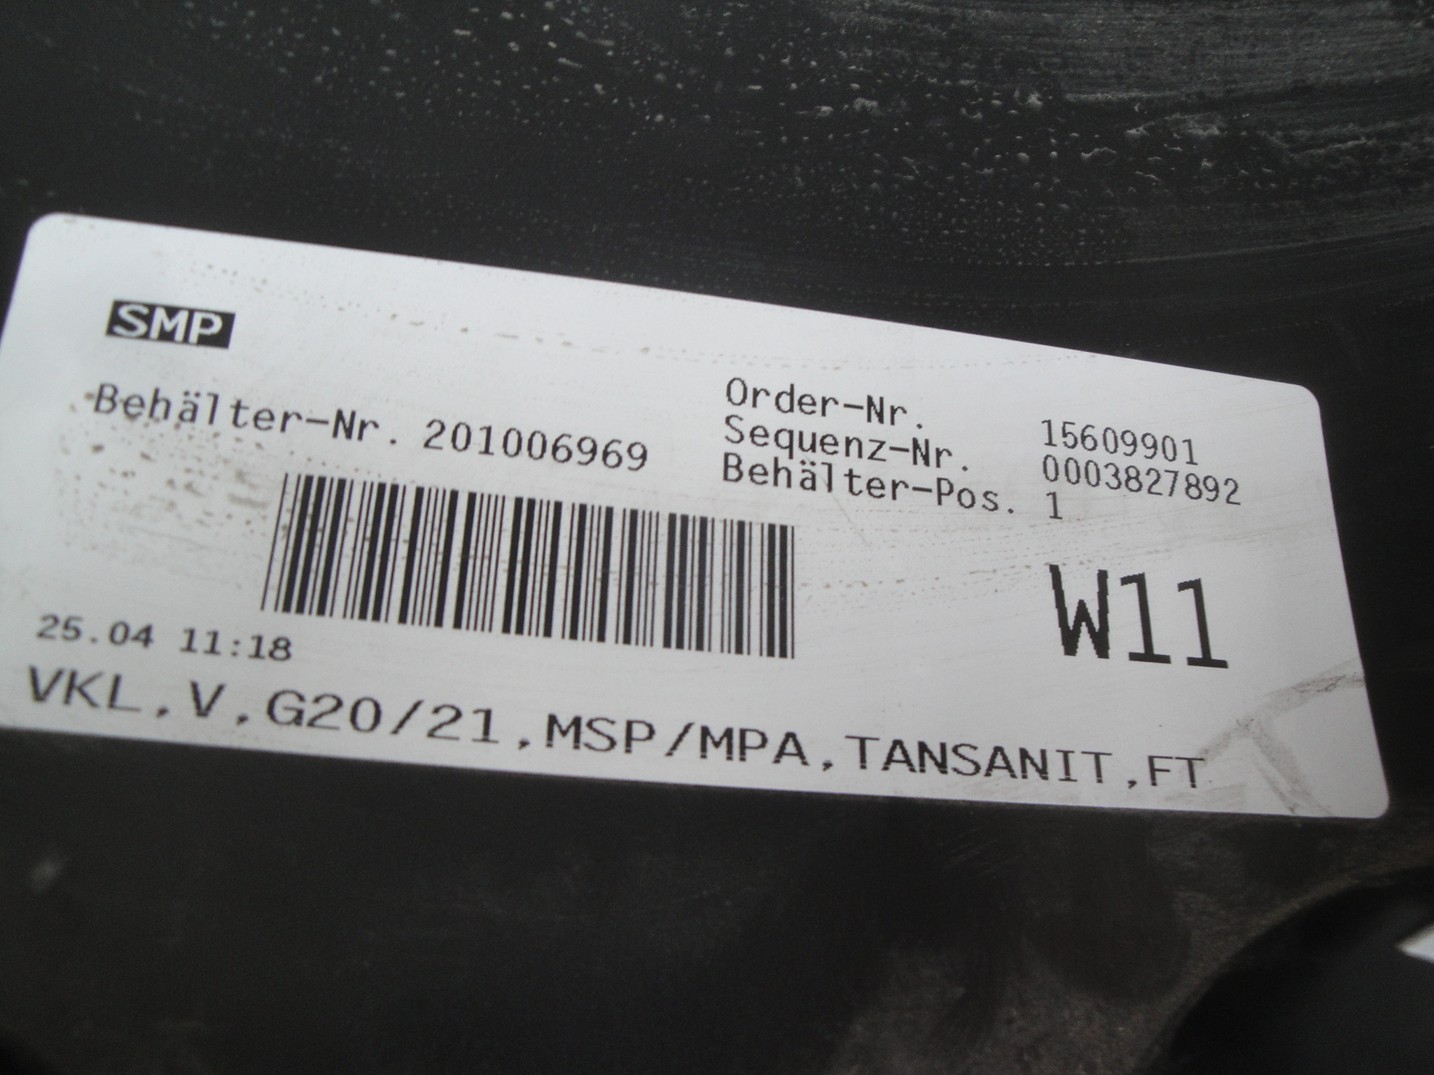 SMP
Behälter-Nr. 201006969
Order-Nr. 15609901
Sequenz-Nr. 0003827892
Behälter-Pos. 1
W11
25.04 11:18
VKL,V,G20/21,MSP/MPA,TANSANIT,FT